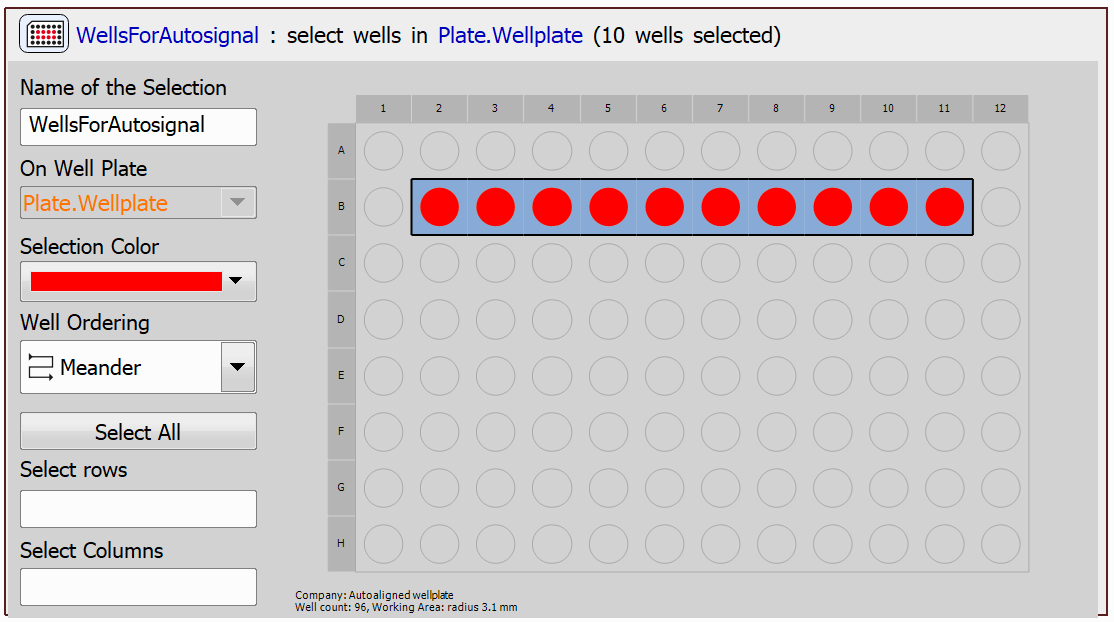 WellsForAutosignal : select wells in Plate.Wellplate (10 wells selected)
Name of the Selection
WellsForAutosignal
On Well Plate
Plate.Wellplate
Selection Color
Well Ordering
Meander
Select All
Select rows
Select Columns
1 2 3 4 5 6 7 8 9 10 11 12
A
B
C
D
E
F
G
H
Company: Autoaligned wellplate
Well count: 96, Working Area: radius 3.1 mm